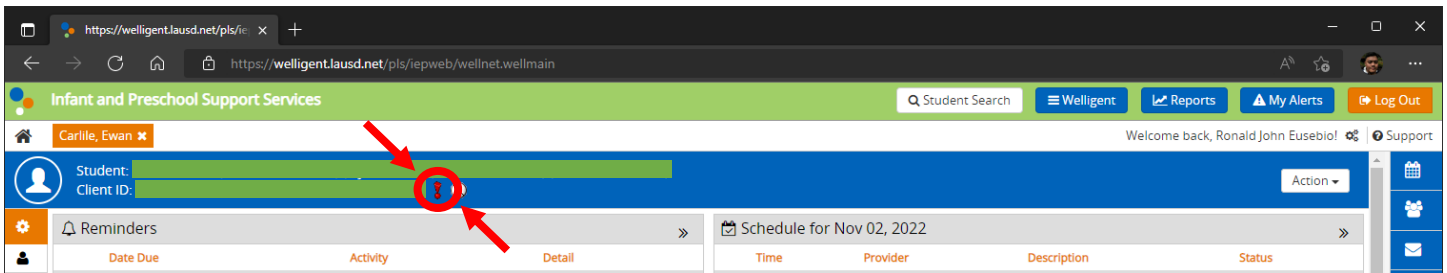 https://welligent.lausd.net/pls/ie
https://welligent.lausd.net/pls/iepweb/wellnet.wellmain
Infant and Preschool Support Services
Student Search
Welligent
Reports
My Alerts
Log Out
Carlile, Ewan
Welcome back, Ronald John Eusebio!
Support
Student:
Client ID:
Action
Reminders
Schedule for Nov 02, 2022
Date Due Activity Detail
Time Provider Description Status